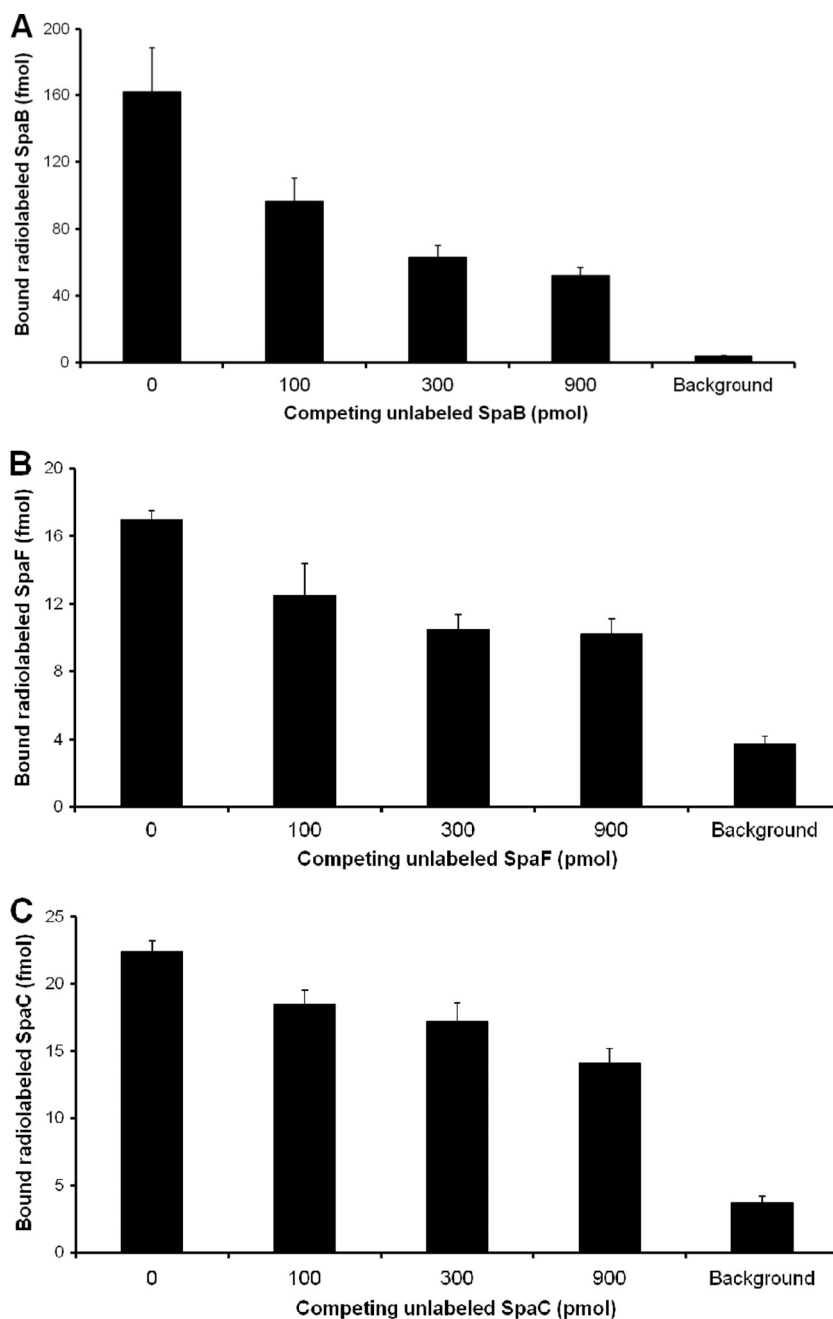 A
Bound radiolabeled SpaB (fmol)
200
160
120
80
40
0
0 100 300 900 Background
Competing unlabeled SpaB (pmol)
B
Bound radiolabeled SpaF (fmol)
20
16
12
8
4
0
0 100 300 900 Background
Competing unlabeled SpaF (pmol)
C
Bound radiolabeled SpaC (fmol)
25
20
15
10
5
0
0 100 300 900 Background
Competing unlabeled SpaC (pmol)